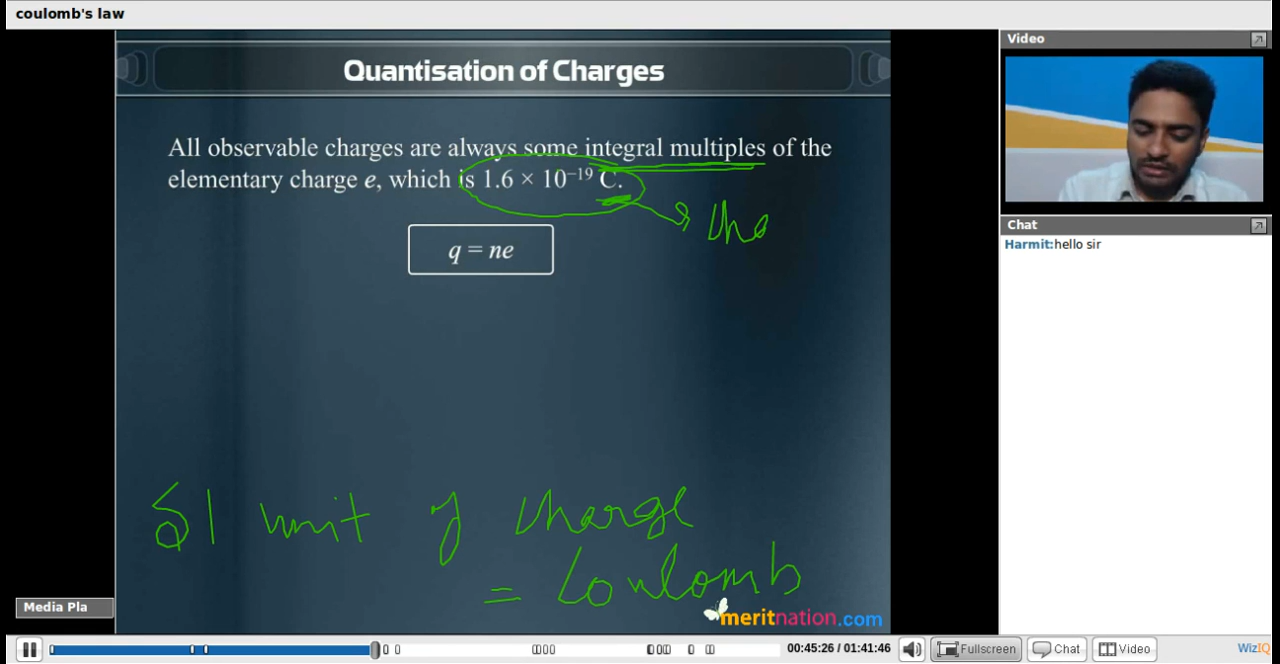 coulomb's law
Quantisation of Charges
All observable charges are always some integral multiples of the
elementary charge e, which is 1.6 × 10⁻¹⁹ C.
q = ne
SI unit of charge
= Coulomb
meritnation.com
Media Pla
00:45:26 / 01:41:46
Fullscreen
Chat
Video
WizIQ
Video
Chat
Harmit:hello sir